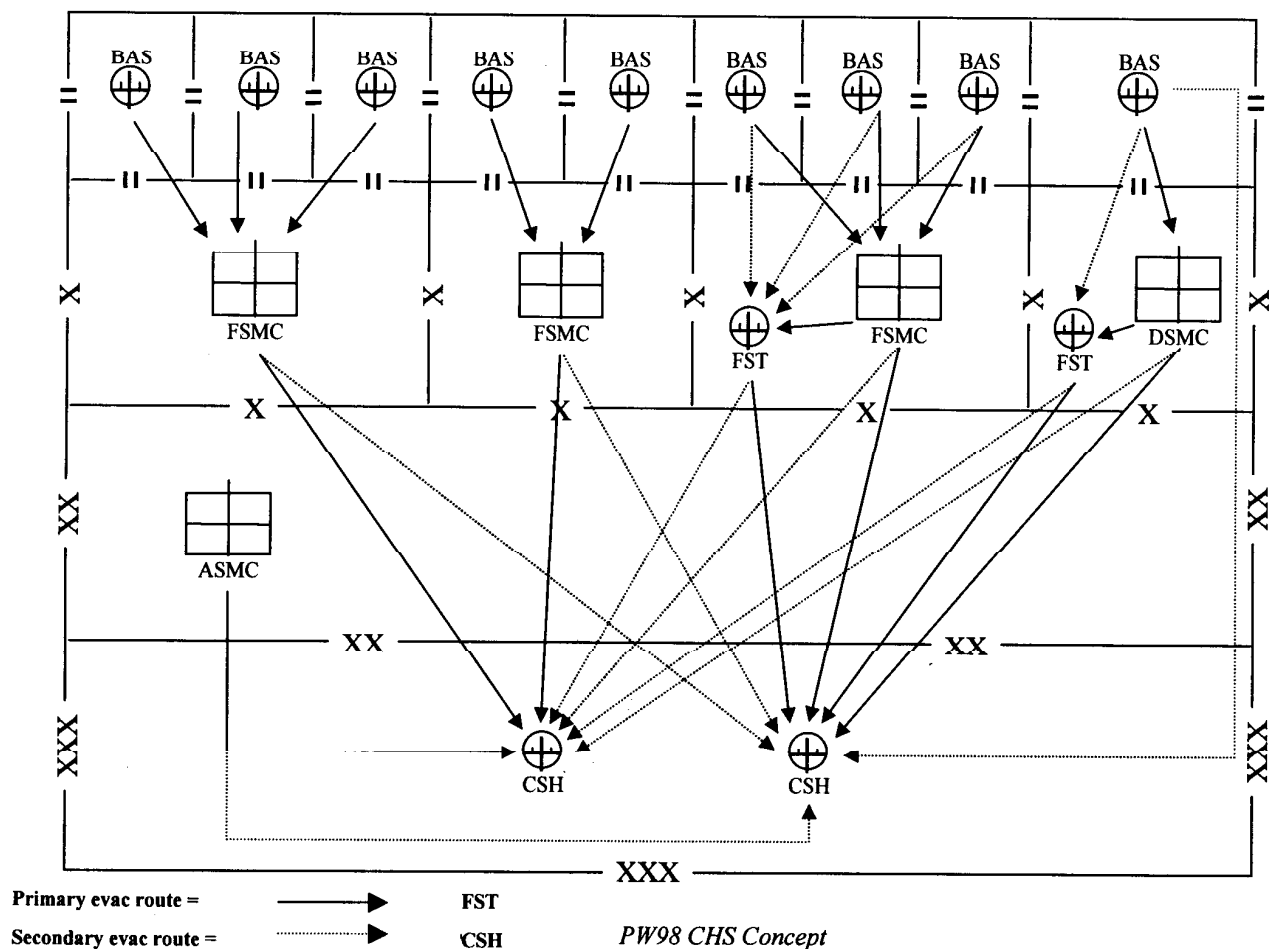 BAS BAS BAS BAS BAS BAS BAS BAS BAS
= = = = = = = = = =
II II II II II II II II II
FSMC FSMC FST FSMC FST DSMC
X X X X X
X X X X
ASMC
XX XX
XX XX
XXX XXX
CSH CSH
XXX
Primary evac route = FST
Secondary evac route = CSH PW98 CHS Concept